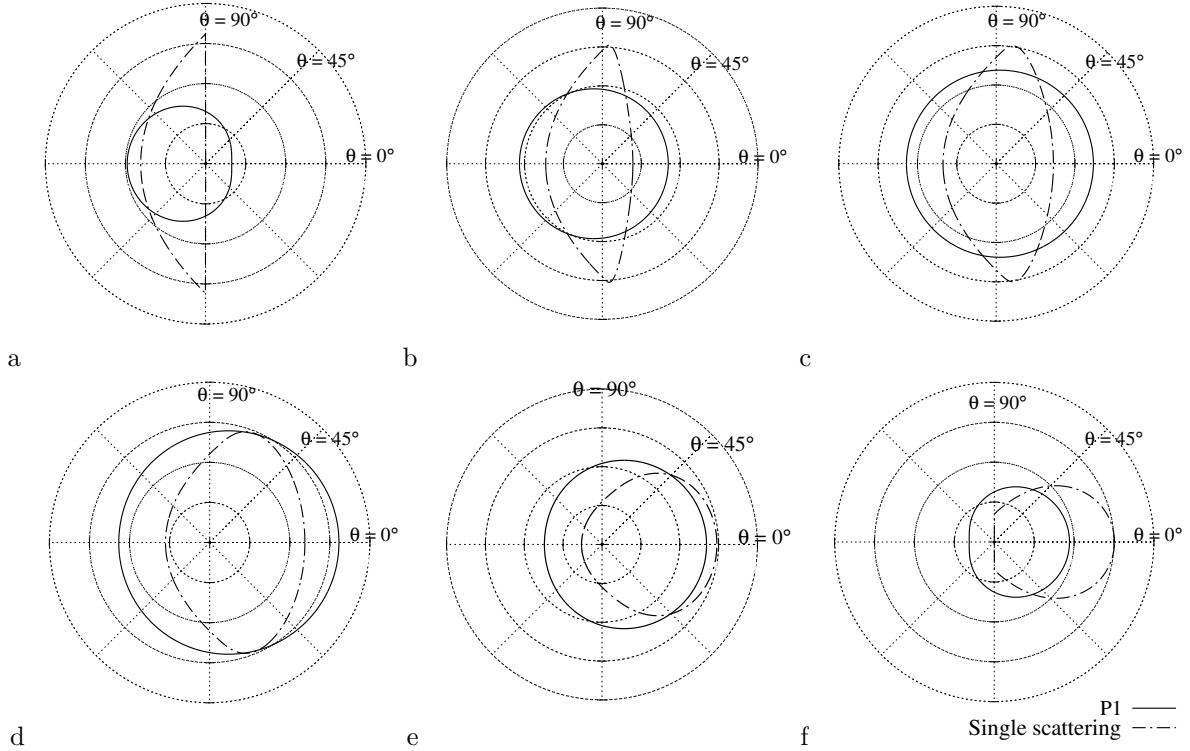 θ = 90°
θ = 45°
θ = 0°
a
θ = 90°
θ = 45°
θ = 0°
b
θ = 90°
θ = 45°
θ = 0°
c
θ = 90°
θ = 45°
θ = 0°
d
θ = 90°
θ = 45°
θ = 0°
e
θ = 90°
θ = 45°
θ = 0°
f
P1
Single scattering